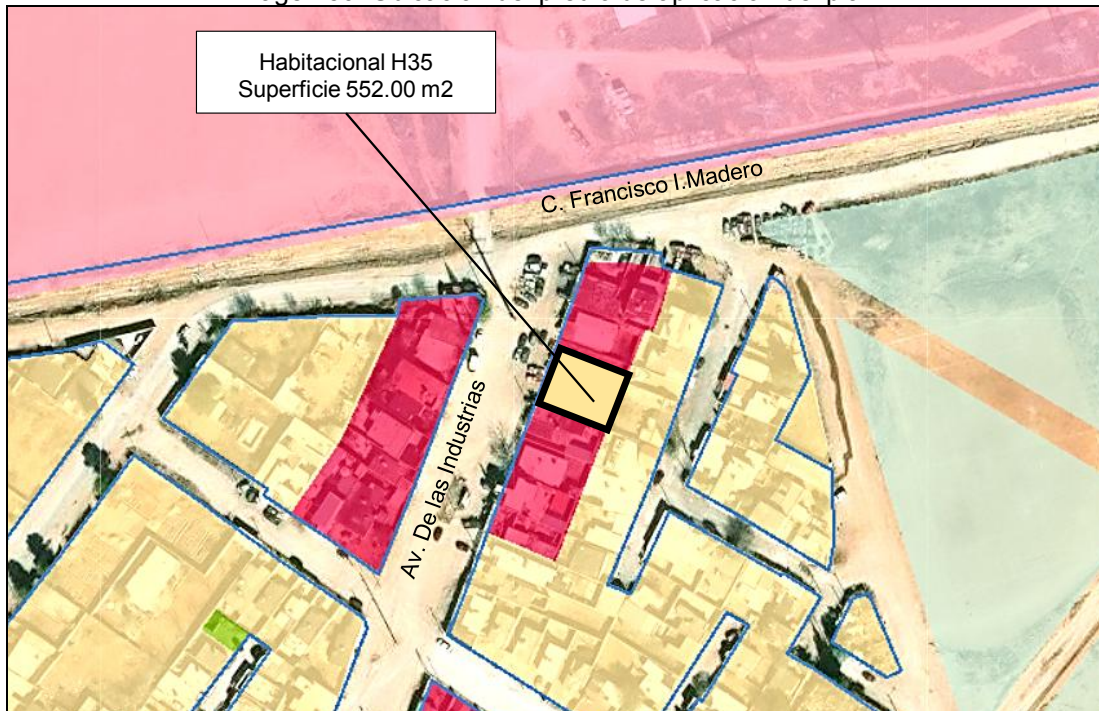 Habitacional H35
Superficie 552.00 m2
C. Francisco I.Madero
Av. De las Industrias